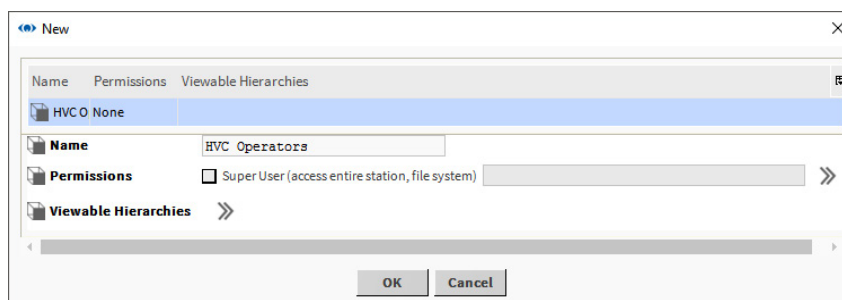 New
Name Permissions Viewable Hierarchies
HVC O None
Name HVC Operators
Permissions Super User (access entire station, file system)
Viewable Hierarchies
OK Cancel